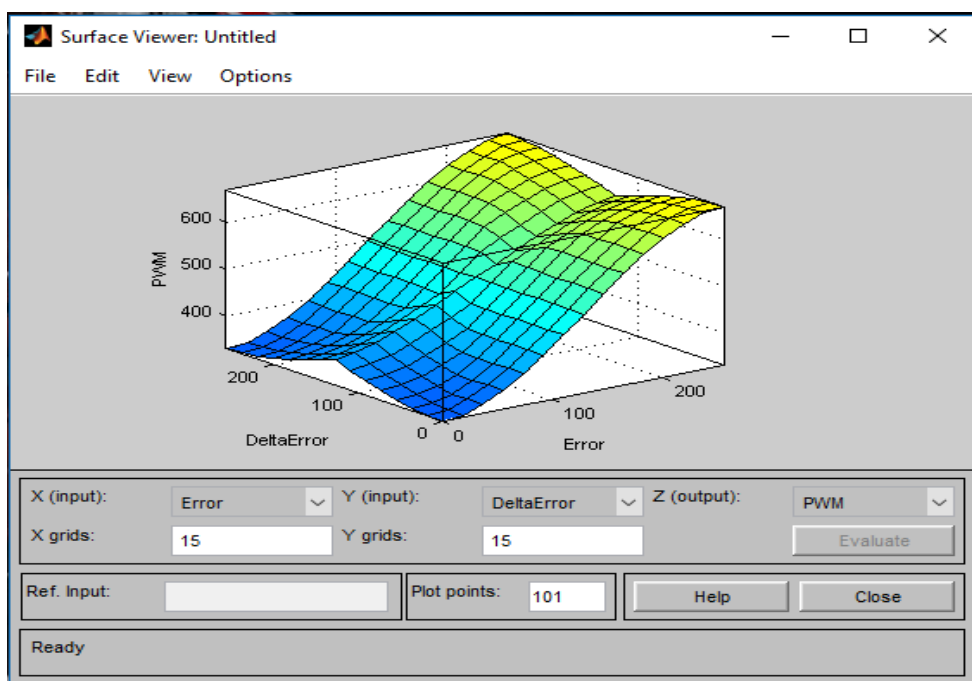 Surface Viewer: Untitled
File Edit View Options
600
500
400
PWM
200
100
0
DeltaError
0
100
200
Error
X (input): Error Y (input): DeltaError Z (output): PWM
X grids: 15 Y grids: 15 Evaluate
Ref. Input: Plot points: 101 Help Close
Ready